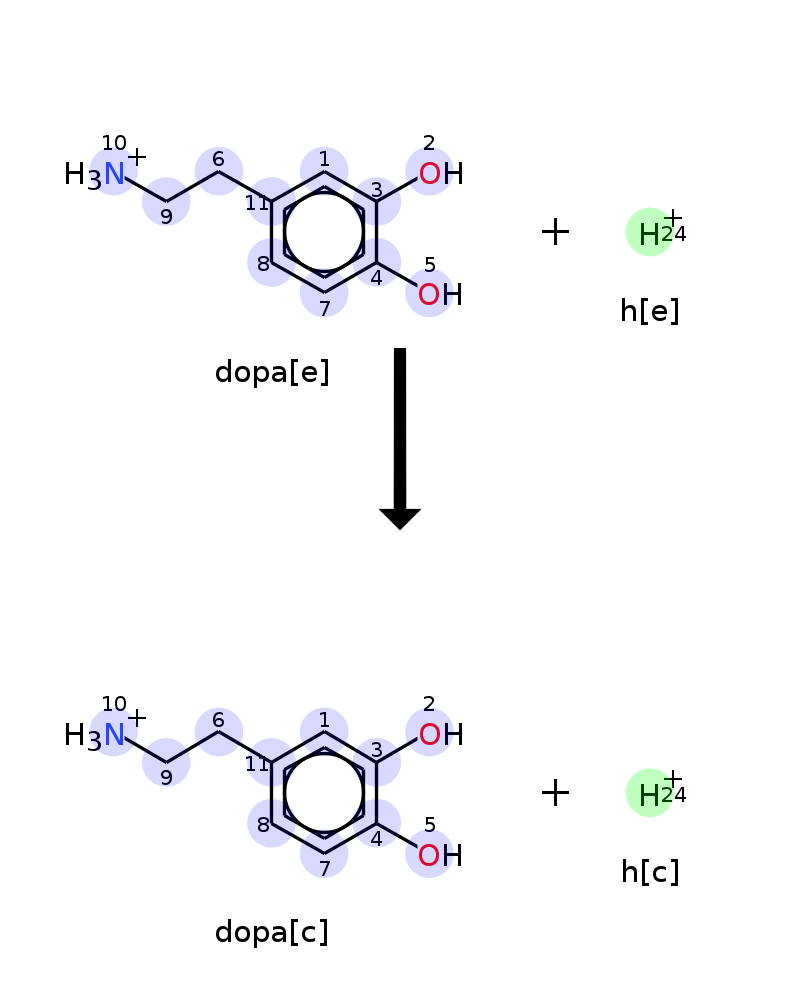 10 + 6 1 2
H3N 11 3 OH
9
8 4 5
7 OH
+ H+ 24
h[e]
dopa[e]
10 + 6 1 2
H3N 11 3 OH
9
8 4 5
7 OH
+ H+ 24
h[c]
dopa[c]